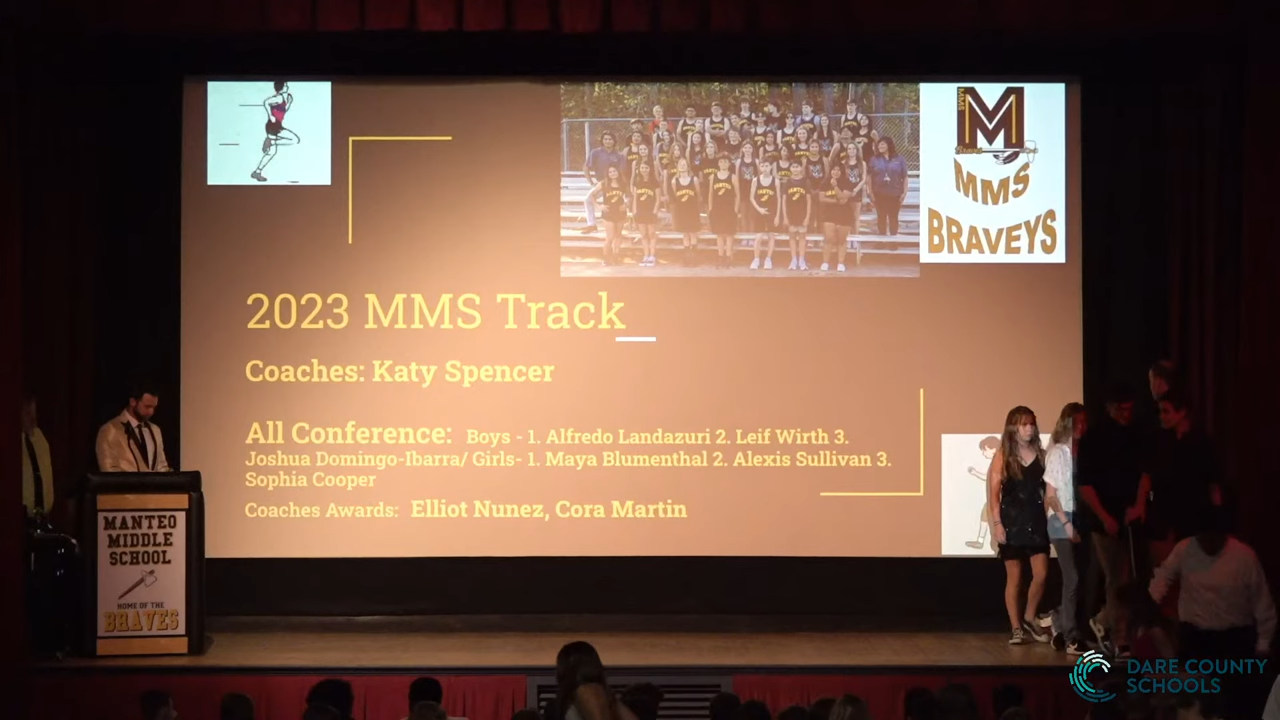 MMS
M
MMS
BRAVEYS
2023 MMS Track
Coaches: Katy Spencer
All Conference: Boys - 1. Alfredo Landazuri 2. Leif Wirth 3.
Joshua Domingo-Ibarra/ Girls- 1. Maya Blumenthal 2. Alexis Sullivan 3.
Sophia Cooper
Coaches Awards: Elliot Nunez, Cora Martin
MANTEO
MIDDLE
SCHOOL
HOME OF THE
BRAVES
DARE COUNTY
SCHOOLS